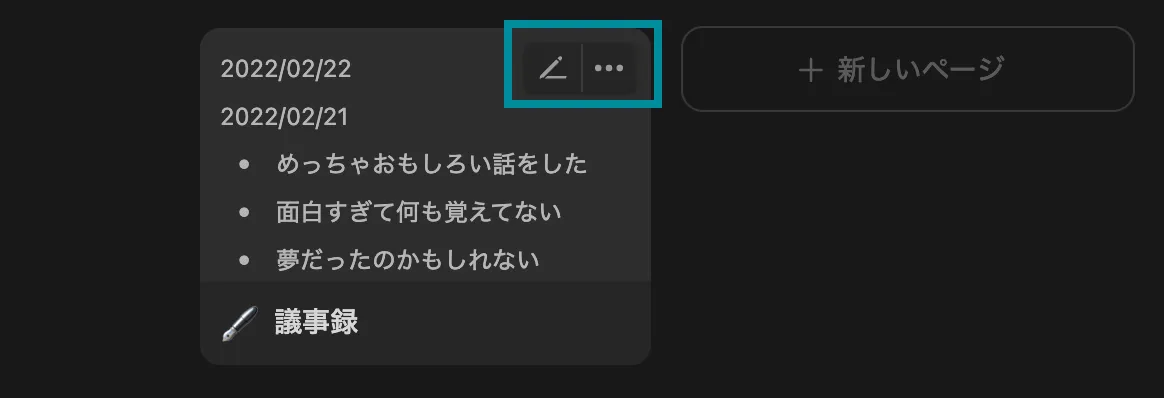 2022/02/22
2022/02/21
• めっちゃおもしろい話をした
• 面白すぎて何も覚えてない
• 夢だったのかもしれない
議事録
+ 新しいページ